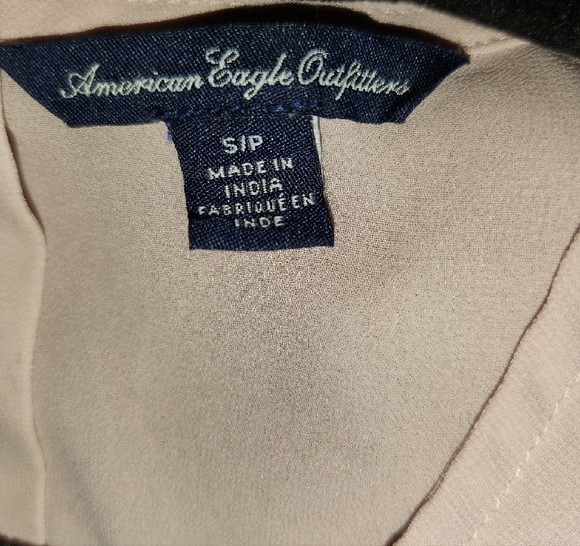 American Eagle Outfitters
S/P
MADE IN
INDIA
FABRIQUÉ EN
INDE